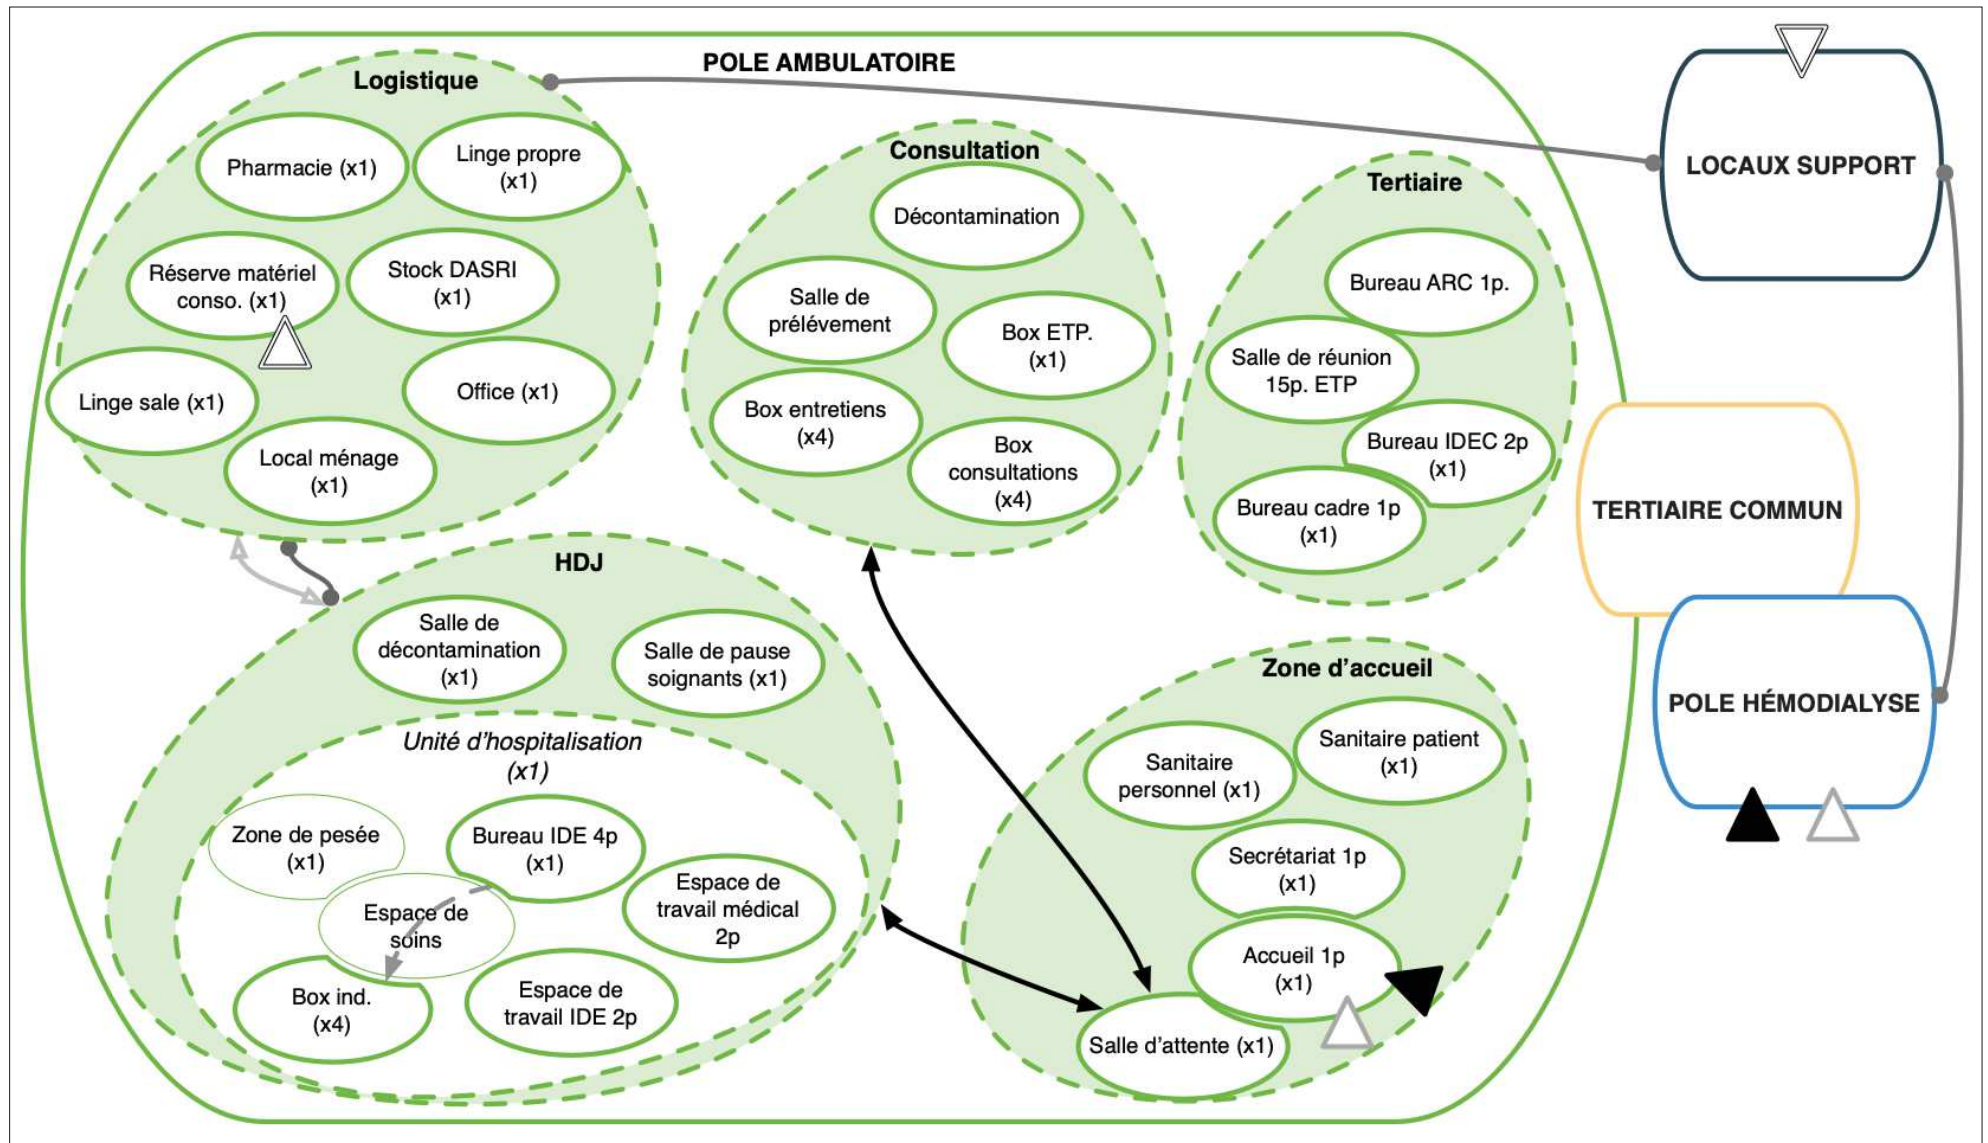 POLE AMBULATOIRE
Logistique
Pharmacie (x1)
Linge propre
(x1)
Réserve matériel
conso. (x1)
Stock DASRI
(x1)
Linge sale (x1)
Office (x1)
Local ménage
(x1)
Consultation
Décontamination
Salle de
prélévement
Box ETP.
(x1)
Box entretiens
(x4)
Box
consultations
(x4)
Tertiaire
Bureau ARC 1p.
Salle de réunion
15p. ETP
Bureau IDEC 2p
(x1)
Bureau cadre 1p
(x1)
LOCAUX SUPPORT
TERTIAIRE COMMUN
POLE HÉMODIALYSE
HDJ
Salle de
décontamination
(x1)
Salle de pause
soignants (x1)
Unité d'hospitalisation
(x1)
Zone de pesée
(x1)
Bureau IDE 4p
(x1)
Espace de
soins
Espace de
travail médical
2p
Box ind.
(x4)
Espace de
travail IDE 2p
Zone d'accueil
Sanitaire
personnel (x1)
Sanitaire patient
(x1)
Secrétariat 1p
(x1)
Accueil 1p
(x1)
Salle d'attente (x1)